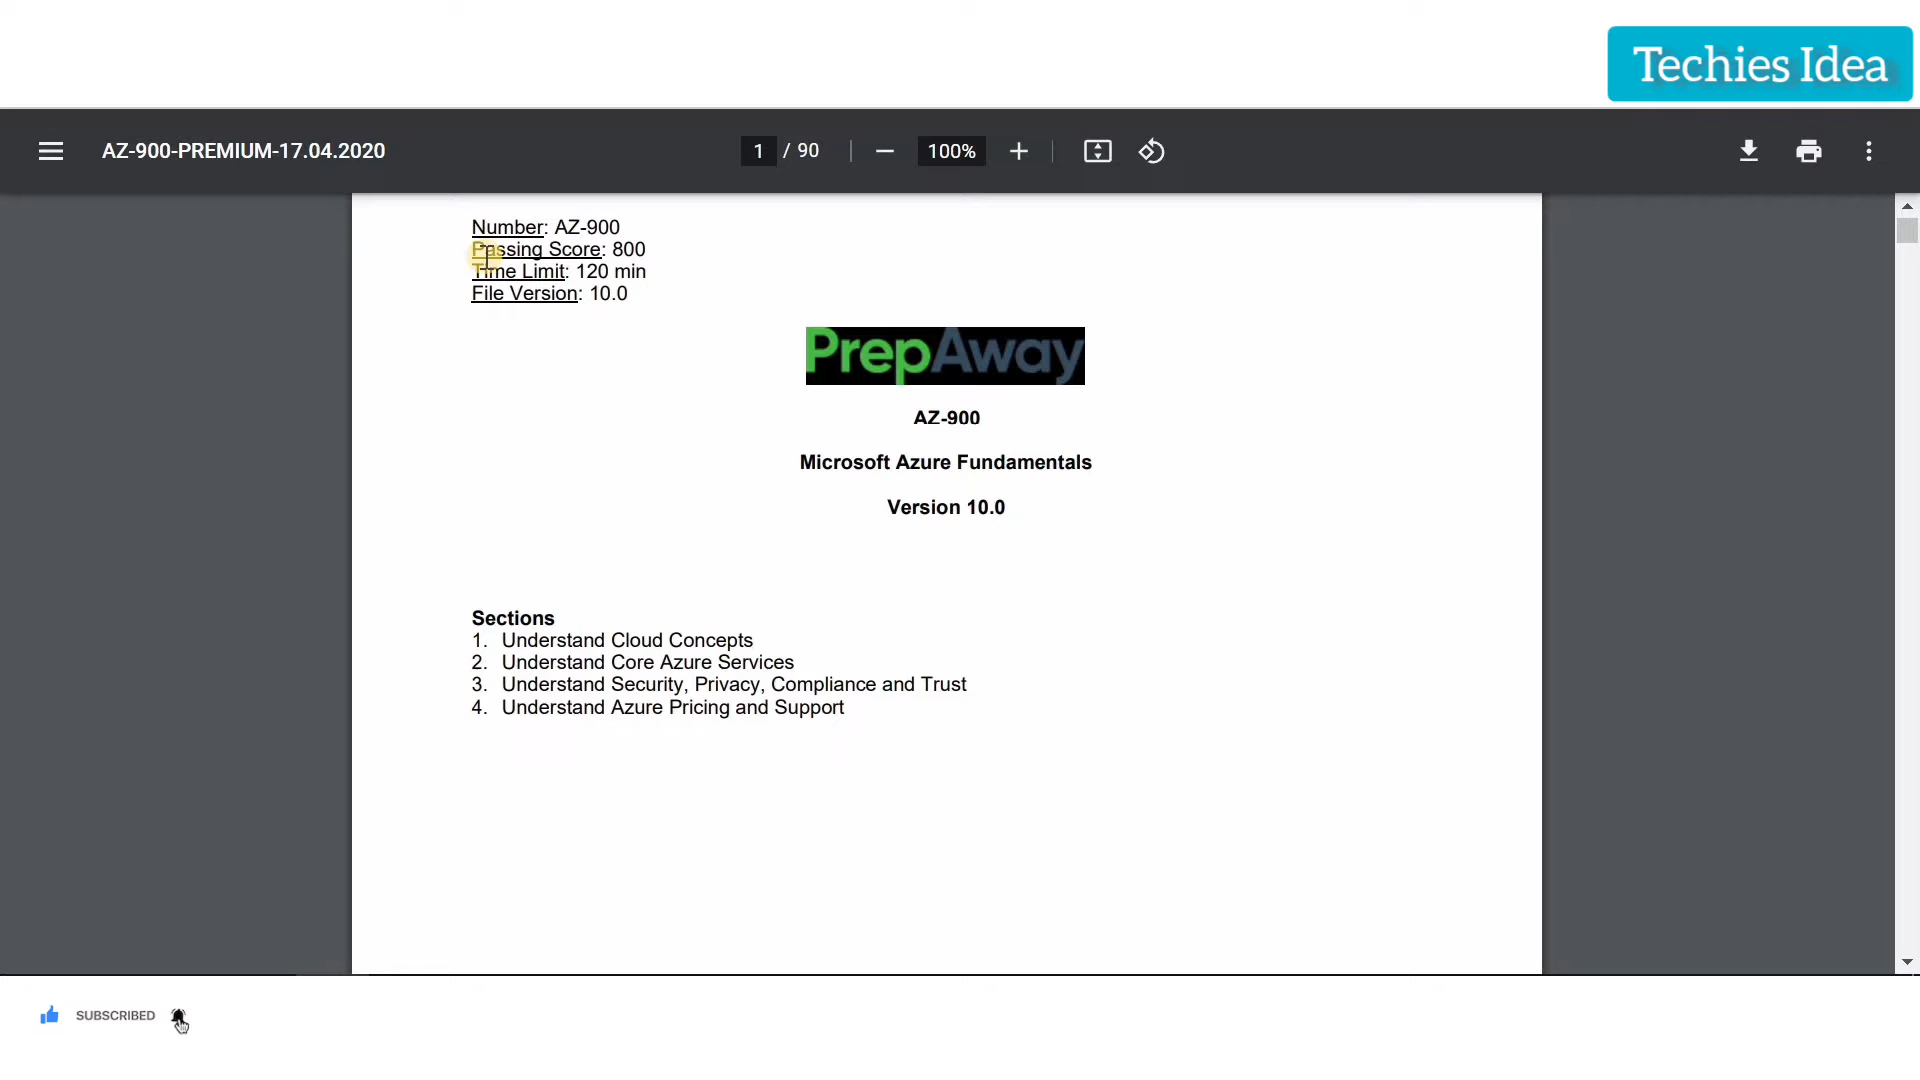 Techies Idea
AZ-900-PREMIUM-17.04.2020
1 / 90
100%
Number: AZ-900
Passing Score: 800
Time Limit: 120 min
File Version: 10.0
PrepAway
AZ-900
Microsoft Azure Fundamentals
Version 10.0
Sections
1. Understand Cloud Concepts
2. Understand Core Azure Services
3. Understand Security, Privacy, Compliance and Trust
4. Understand Azure Pricing and Support
SUBSCRIBED